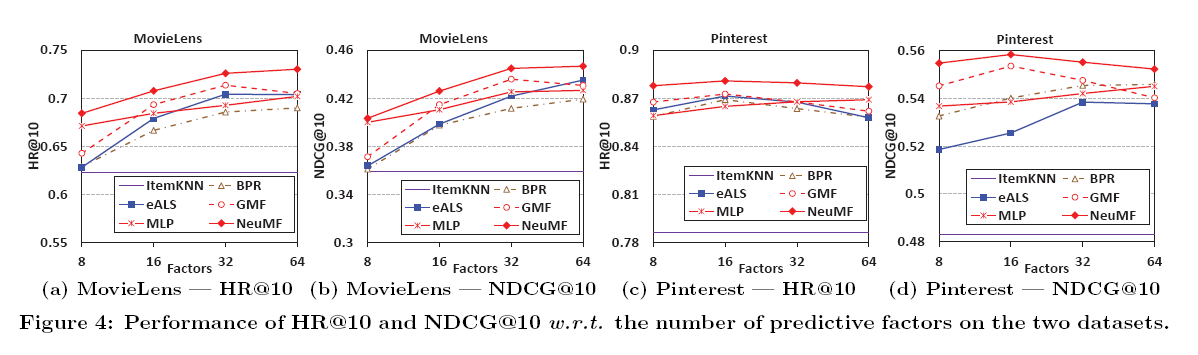 MovieLens
0.75
0.7
0.65
0.6
0.55
HR@10
ItemKNN BPR
eALS GMF
MLP NeuMF
8 16 32 64
Factors
(a) MovieLens — HR@10
MovieLens
0.46
0.42
0.38
0.34
0.3
NDCG@10
ItemKNN BPR
eALS GMF
MLP NeuMF
8 16 32 64
Factors
(b) MovieLens — NDCG@10
Pinterest
0.9
0.87
0.84
0.81
0.78
HR@10
ItemKNN BPR
eALS GMF
MLP NeuMF
8 16 32 64
Factors
(c) Pinterest — HR@10
Pinterest
0.56
0.54
0.52
0.5
0.48
NDCG@10
ItemKNN BPR
eALS GMF
MLP NeuMF
8 16 32 64
Factors
(d) Pinterest — NDCG@10
Figure 4: Performance of HR@10 and NDCG@10 w.r.t. the number of predictive factors on the two datasets.